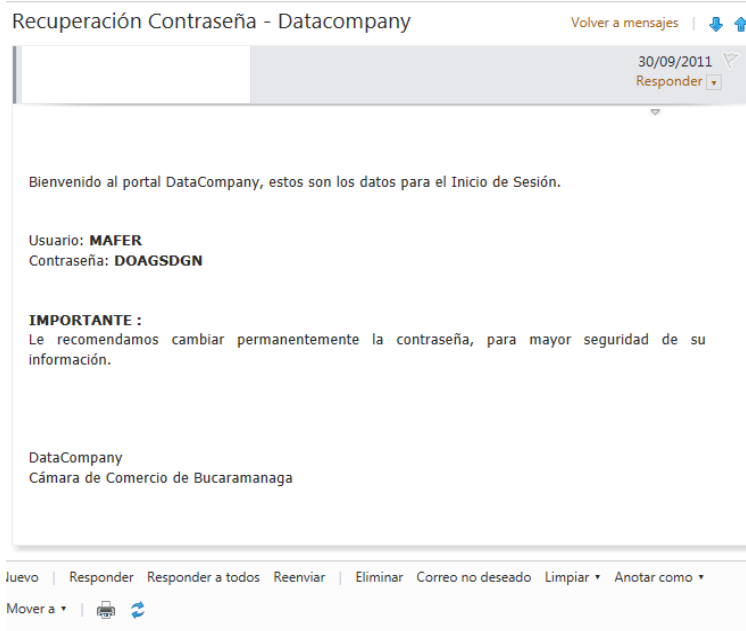 Recuperación Contraseña - Datacompany
Volver a mensajes |
30/09/2011
Responder
Bienvenido al portal DataCompany, estos son los datos para el Inicio de Sesión.
Usuario: MAFER
Contraseña: DOAGSDGN
IMPORTANTE :
Le recomendamos cambiar permanentemente la contraseña, para mayor seguridad de su
información.
DataCompany
Cámara de Comercio de Bucaramanaga
Juevo | Responder Responder a todos Reenviar | Eliminar Correo no deseado Limpiar Anotar como
Mover a |